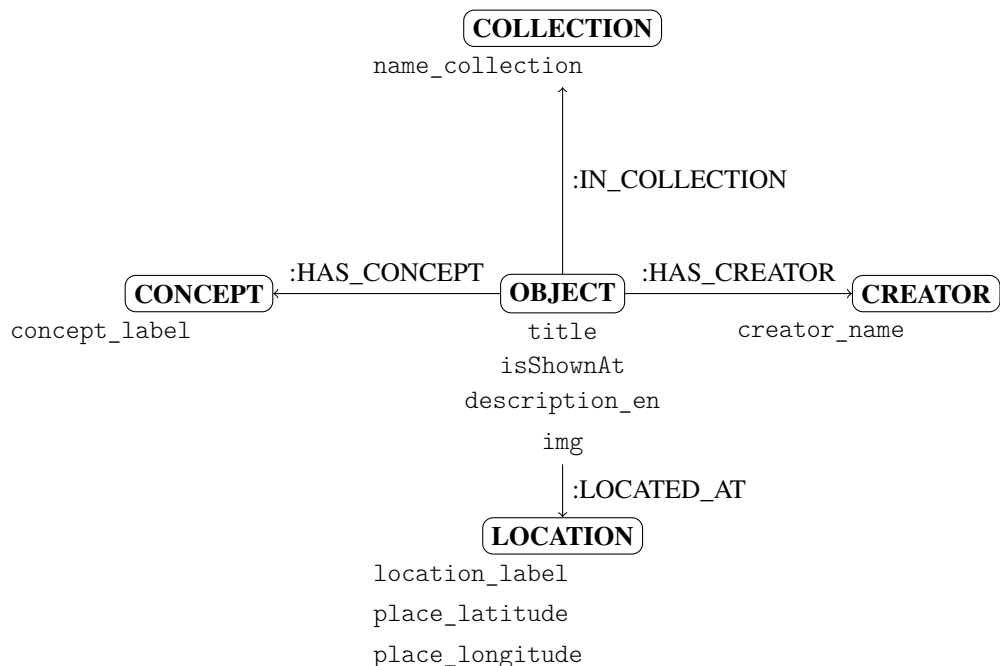 COLLECTION
name_collection
:IN_COLLECTION
:HAS_CONCEPT
:HAS_CREATOR
CONCEPT
OBJECT
CREATOR
concept_label
title
creator_name
isShownAt
description_en
img
:LOCATED_AT
LOCATION
location_label
place_latitude
place_longitude